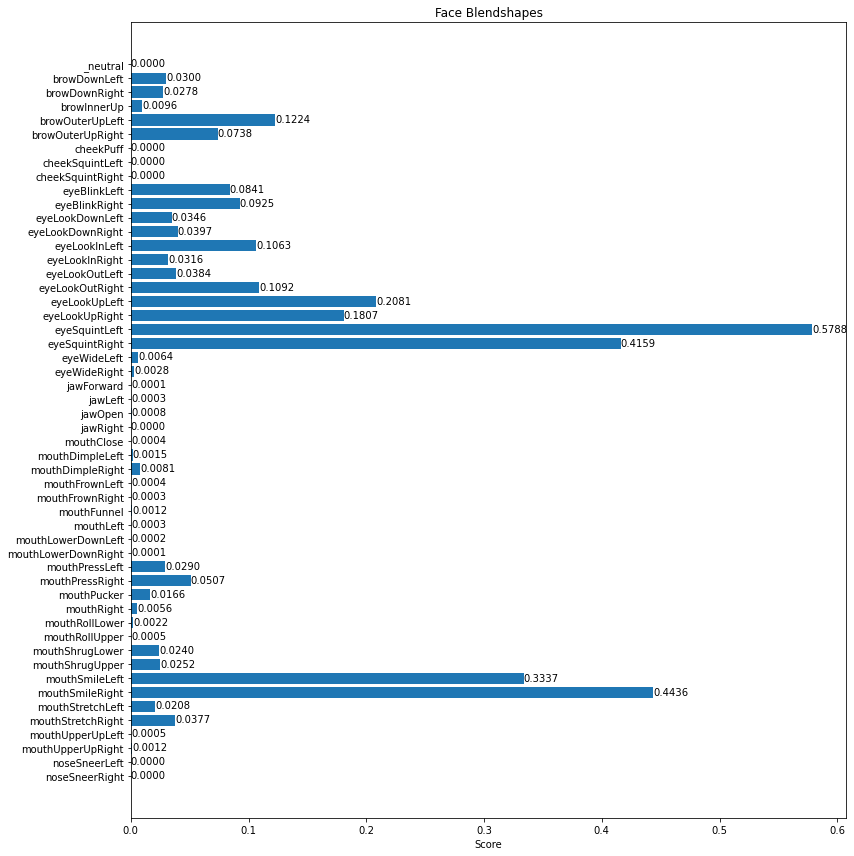 Face Blendshapes
_neutral 0.0000
browDownLeft 0.0300
browDownRight 0.0278
browInnerUp 0.0096
browOuterUpLeft 0.1224
browOuterUpRight 0.0738
cheekPuff 0.0000
cheekSquintLeft 0.0000
cheekSquintRight 0.0000
eyeBlinkLeft 0.0841
eyeBlinkRight 0.0925
eyeLookDownLeft 0.0346
eyeLookDownRight 0.0397
eyeLookInLeft 0.1063
eyeLookInRight 0.0316
eyeLookOutLeft 0.0384
eyeLookOutRight 0.1092
eyeLookUpLeft 0.2081
eyeLookUpRight 0.1807
eyeSquintLeft 0.5788
eyeSquintRight 0.4159
eyeWideLeft 0.0064
eyeWideRight 0.0028
jawForward 0.0001
jawLeft 0.0003
jawOpen 0.0008
jawRight 0.0000
mouthClose 0.0004
mouthDimpleLeft 0.0015
mouthDimpleRight 0.0081
mouthFrownLeft 0.0004
mouthFrownRight 0.0003
mouthFunnel 0.0012
mouthLeft 0.0003
mouthLowerDownLeft 0.0002
mouthLowerDownRight 0.0001
mouthPressLeft 0.0290
mouthPressRight 0.0507
mouthPucker 0.0166
mouthRight 0.0056
mouthRollLower 0.0022
mouthRollUpper 0.0005
mouthShrugLower 0.0240
mouthShrugUpper 0.0252
mouthSmileLeft 0.3337
mouthSmileRight 0.4436
mouthStretchLeft 0.0208
mouthStretchRight 0.0377
mouthUpperUpLeft 0.0005
mouthUpperUpRight 0.0012
noseSneerLeft 0.0000
noseSneerRight 0.0000
0.0 0.1 0.2 0.3 0.4 0.5 0.6
Score